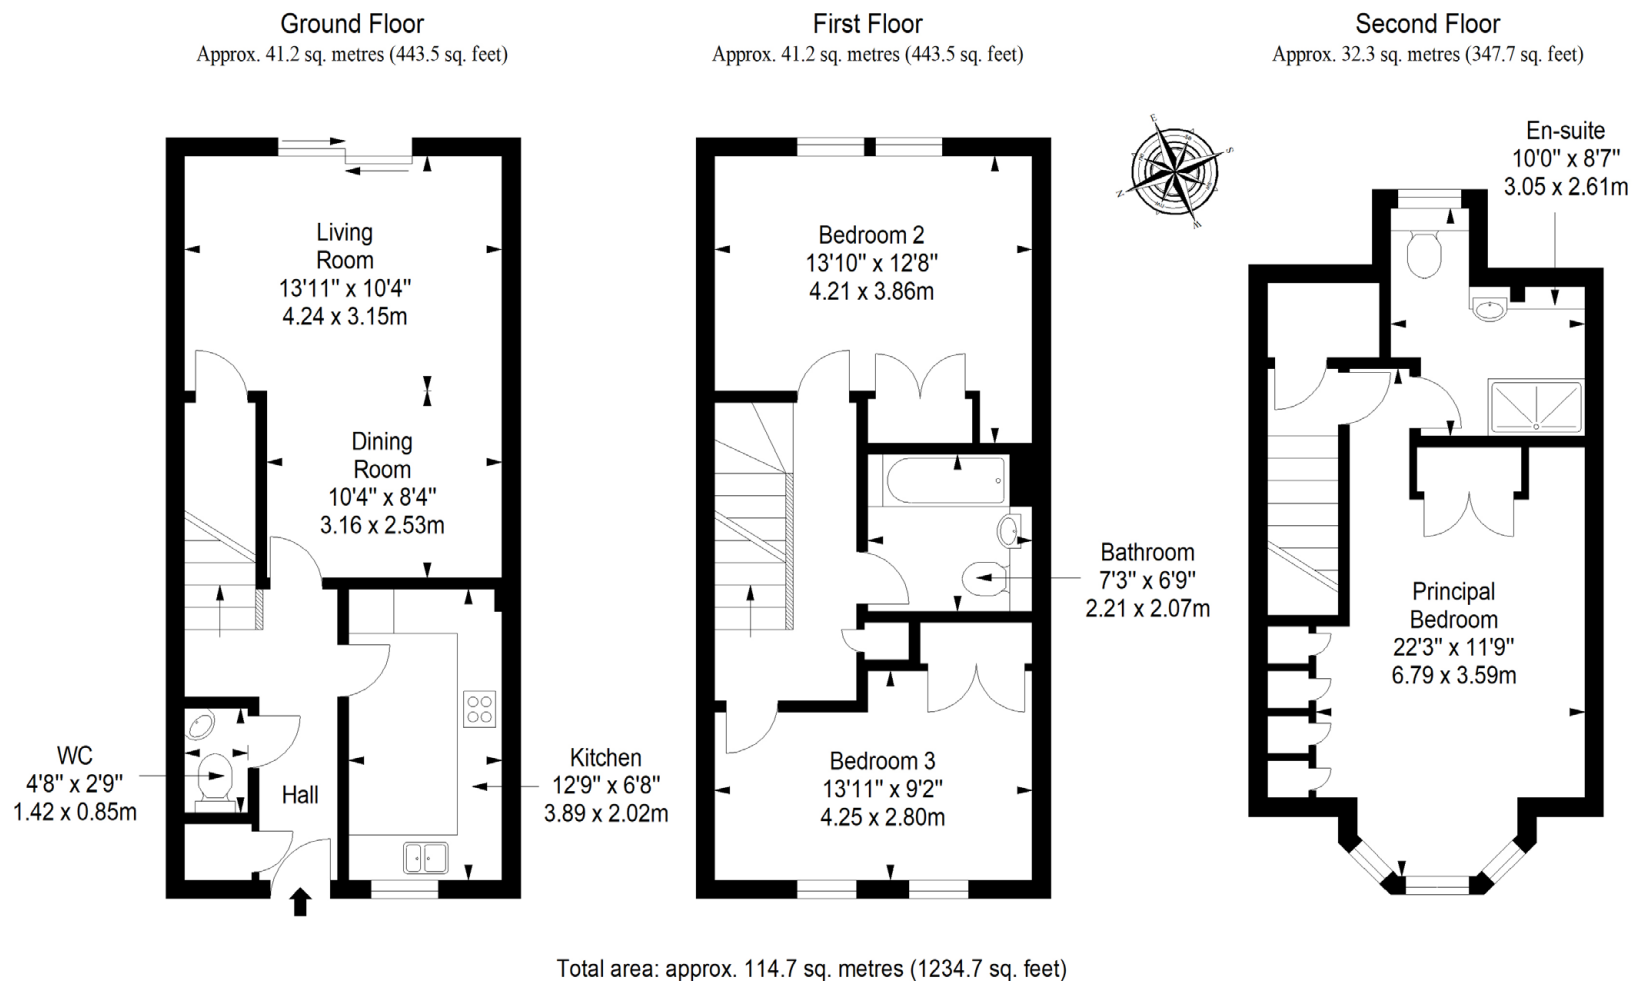 Ground Floor
Approx. 41.2 sq. metres (443.5 sq. feet)
First Floor
Approx. 41.2 sq. metres (443.5 sq. feet)
Second Floor
Approx. 32.3 sq. metres (347.7 sq. feet)
Living
Room
13'11" x 10'4"
4.24 x 3.15m
Dining
Room
10'4" x 8'4"
3.16 x 2.53m
WC
4'8" x 2'9"
1.42 x 0.85m
Hall
Kitchen
12'9" x 6'8"
3.89 x 2.02m
Bedroom 2
13'10" x 12'8"
4.21 x 3.86m
Bathroom
7'3" x 6'9"
2.21 x 2.07m
Bedroom 3
13'11" x 9'2"
4.25 x 2.80m
E
S
N
W
En-suite
10'0" x 8'7"
3.05 x 2.61m
Principal
Bedroom
22'3" x 11'9"
6.79 x 3.59m
Total area: approx. 114.7 sq. metres (1234.7 sq. feet)